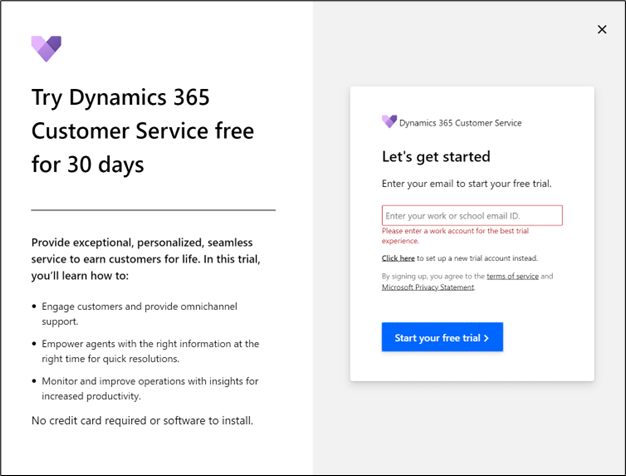 Try Dynamics 365
Customer Service free
for 30 days
Provide exceptional, personalized, seamless
service to earn customers for life. In this trial,
you'll learn how to:
• Engage customers and provide omnichannel
support.
• Empower agents with the right information at the
right time for quick resolutions.
• Monitor and improve operations with insights for
increased productivity.
No credit card required or software to install.
Dynamics 365 Customer Service
Let's get started
Enter your email to start your free trial.
Enter your work or school email ID.
Please enter a work account for the best trial
experience.
Click here to set up a new trial account instead.
By signing up, you agree to the terms of service and
Microsoft Privacy Statement.
Start your free trial >